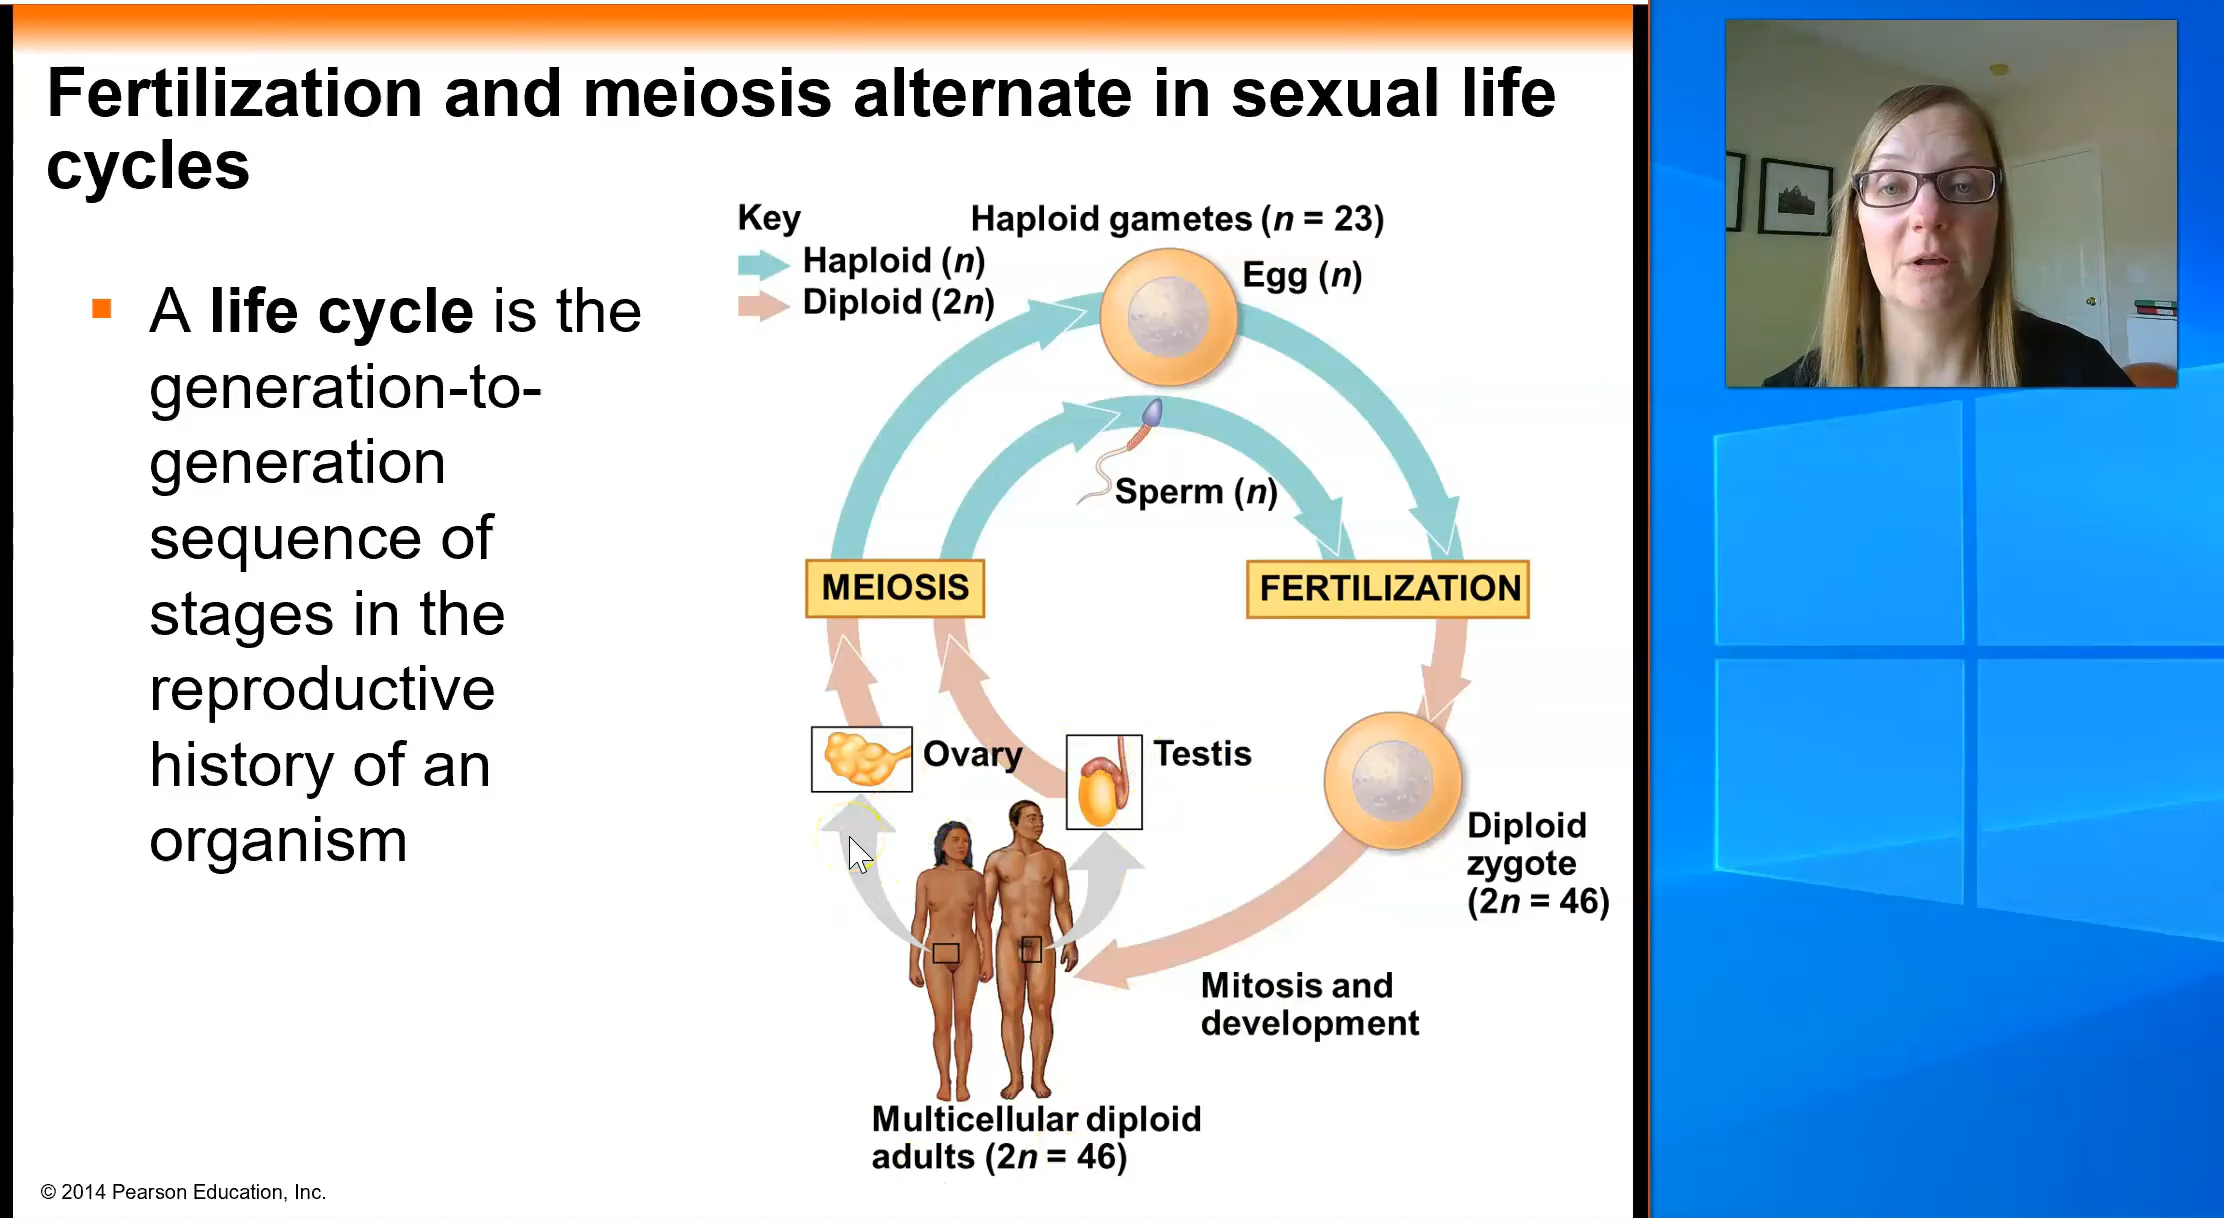 Fertilization and meiosis alternate in sexual life
cycles
A life cycle is the
generation-to-
generation
sequence of
stages in the
reproductive
history of an
organism
Key
Haploid (n)
Diploid (2n)
Haploid gametes (n = 23)
Egg (n)
Sperm (n)
MEIOSIS
FERTILIZATION
Ovary
Testis
Diploid
zygote
(2n = 46)
Mitosis and
development
Multicellular diploid
adults (2n = 46)
© 2014 Pearson Education, Inc.